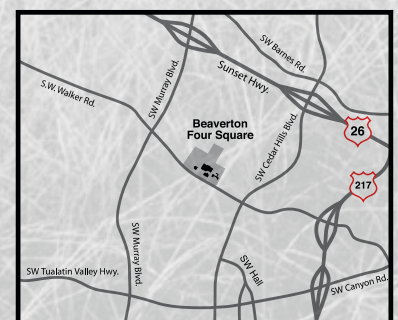 SW Barnes Rd.
Sunset Hwy.
SW Murray Blvd.
S.W. Walker Rd.
Beaverton
Four Square
26
SW Cedar Hills Blvd.
217
SW Murray Blvd.
SW Hall
SW Tualatin Valley Hwy.
SW Canyon Rd.